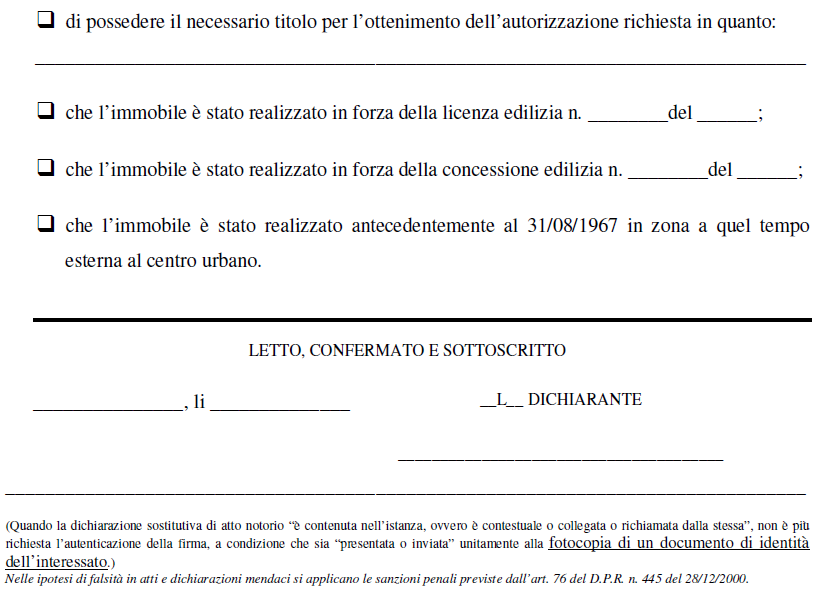 ❑ di possedere il necessario titolo per l'ottenimento dell'autorizzazione richiesta in quanto:
_____________________________________________________________________________
❑ che l'immobile è stato realizzato in forza della licenza edilizia n. ________del ______;
❑ che l'immobile è stato realizzato in forza della concessione edilizia n. ________del ______;
❑ che l'immobile è stato realizzato antecedentemente al 31/08/1967 in zona a quel tempo
esterna al centro urbano.
LETTO, CONFERMATO E SOTTOSCRITTO
_______________, li ______________ __L__ DICHIARANTE
______________________________________
________________________________________________________________________________
(Quando la dichiarazione sostitutiva di atto notorio “è contenuta nell'istanza, ovvero è contestuale o collegata o richiamata dalla stessa”, non è più
richiesta l'autenticazione della firma, a condizione che sia “presentata o inviata” unitamente alla fotocopia di un documento di identità
dell'interessato.)
Nelle ipotesi di falsità in atti e dichiarazioni mendaci si applicano le sanzioni penali previste dall'art. 76 del D.P.R. n. 445 del 28/12/2000.